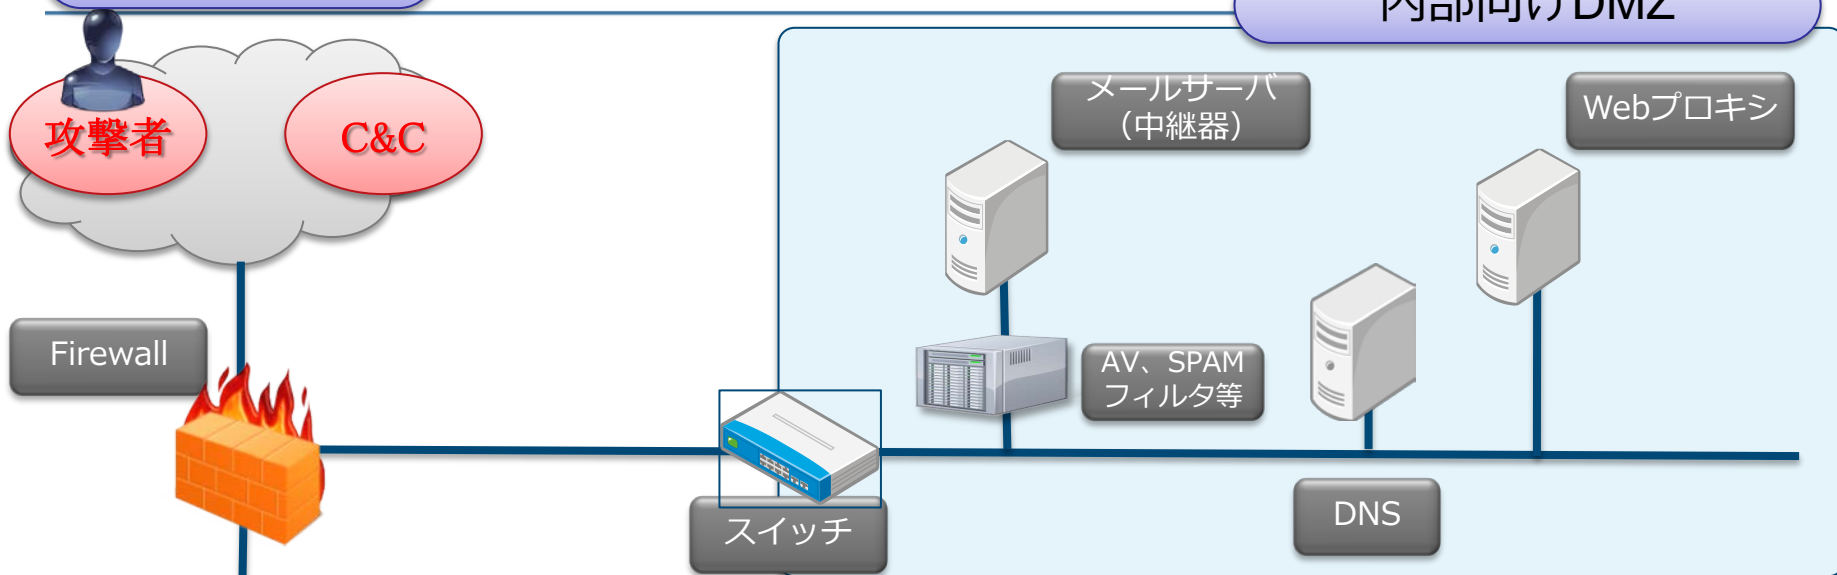 内部向けDMZ
攻撃者
C&C
メールサーバ
（中継器）
Webプロキシ
Firewall
AV、SPAM
フィルタ等
スイッチ
DNS